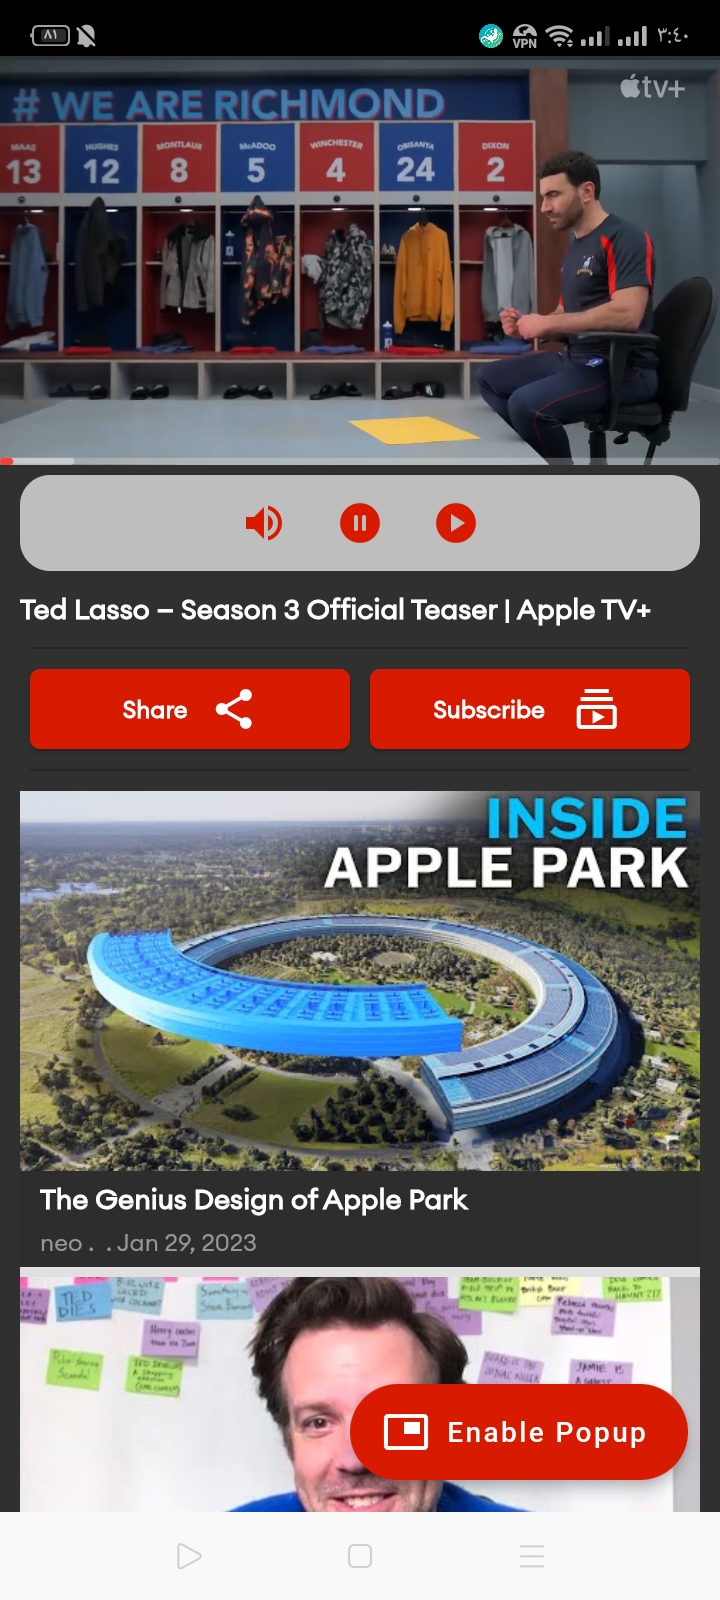 ٨١
VPN
٣:٤٠
# WE ARE RICHMOND
tv+
MAAS
13
HUGHES
12
MONTLAUR
8
McADOO
5
WINCHESTER
4
OBISANYA
24
DIXON
2
Ted Lasso – Season 3 Official Teaser | Apple TV+
Share
Subscribe
INSIDE
APPLE PARK
The Genius Design of Apple Park
neo . . Jan 29, 2023
TED
DIES
JAMIE IS
Enable Popup